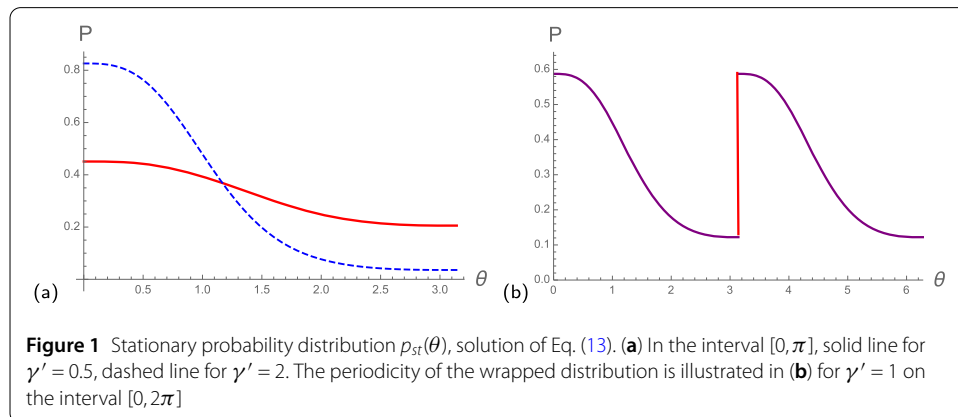 P
0.8
0.6
0.4
0.2
0.5 1.0 1.5 2.0 2.5 3.0
θ
(a)
P
0.6
0.5
0.4
0.3
0.2
0.1
0.0
0 1 2 3 4 5 6
θ
(b)
Figure 1 Stationary probability distribution pst(θ), solution of Eq. (13). (a) In the interval [0, π], solid line for
γ′ = 0.5, dashed line for γ′ = 2. The periodicity of the wrapped distribution is illustrated in (b) for γ′ = 1 on
the interval [0, 2π]